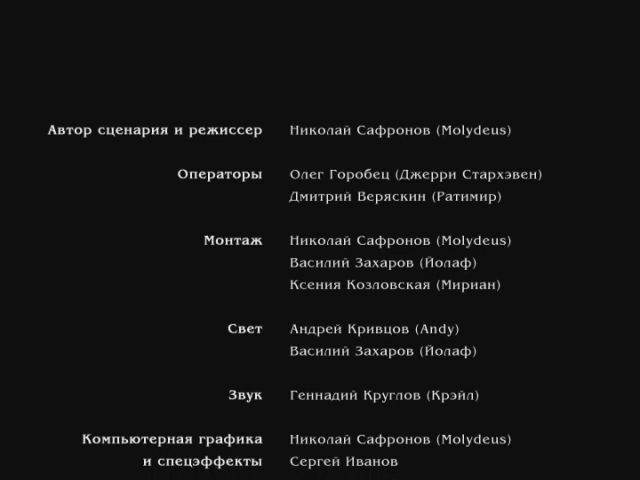 Автор сценария и режиссер Николай Сафронов (Molydeus)
Операторы Олег Горобец (Джерри Стархэвен)
Дмитрий Веряскин (Ратимир)
Монтаж Николай Сафронов (Molydeus)
Василий Захаров (Йолаф)
Ксения Козловская (Мириан)
Свет Андрей Кривцов (Andy)
Василий Захаров (Йолаф)
Звук Геннадий Круглов (Крэйл)
Компьютерная графика Николай Сафронов (Molydeus)
и спецэффекты Сергей Иванов